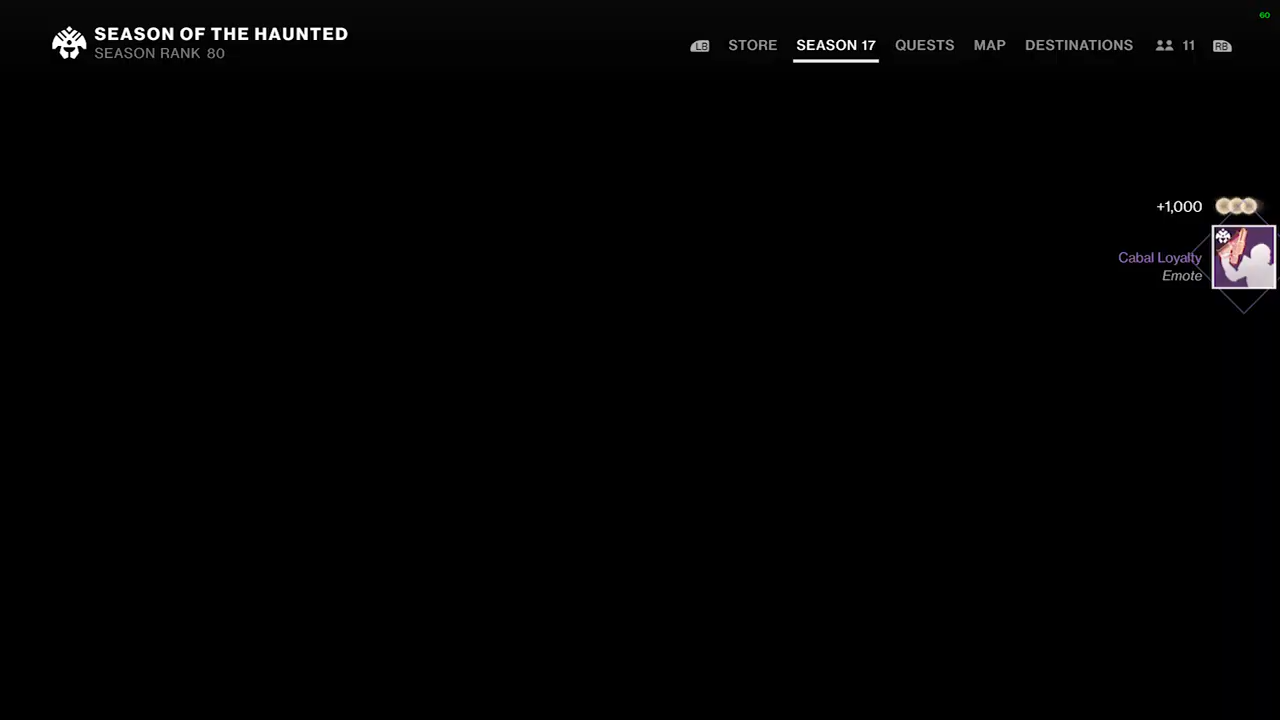 60
SEASON OF THE HAUNTED
SEASON RANK 80
LB STORE SEASON 17 QUESTS MAP DESTINATIONS 11 RB
+1,000
Cabal Loyalty
Emote